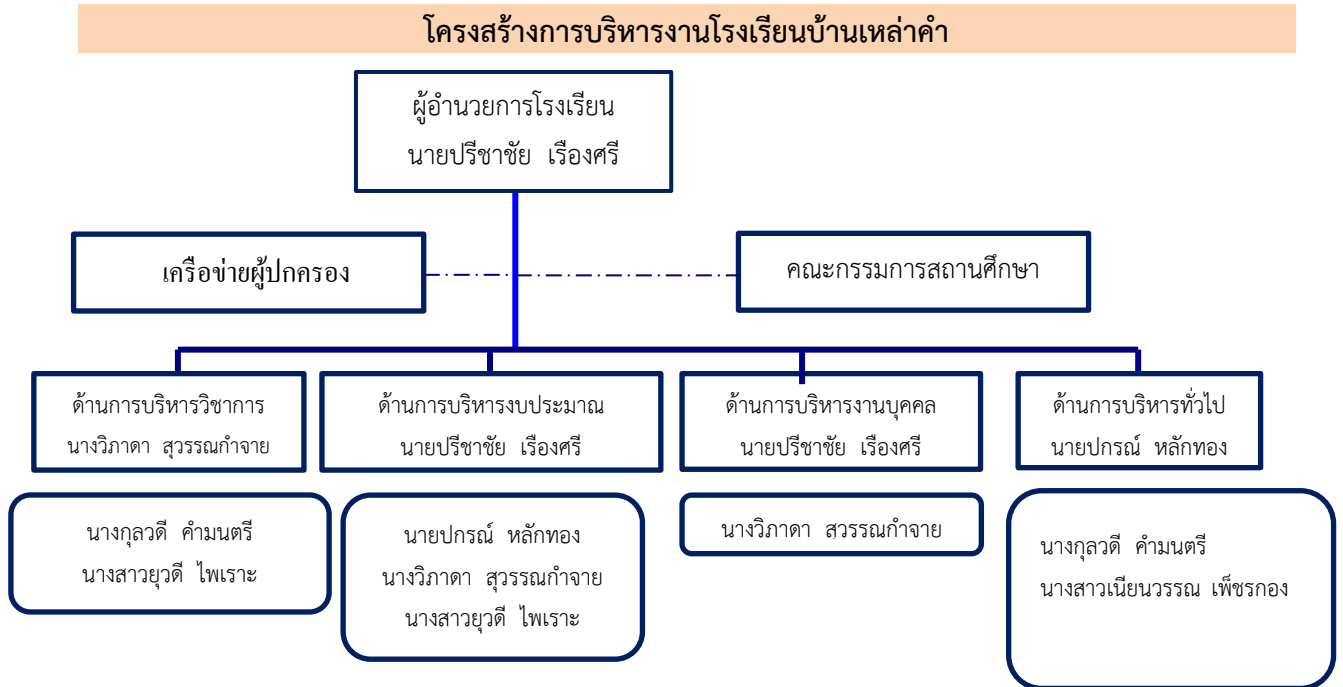 โครงสร้างการบริหารงานโรงเรียนบ้านเหล่าคำ
ผู้อำนวยการโรงเรียน
นายปรีชาชัย เรืองศรี
เครือข่ายผู้ปกครอง
คณะกรรมการสถานศึกษา
ด้านการบริหารวิชาการ
นางวิภาดา สุวรรณกำจาย
ด้านการบริหารงบประมาณ
นายปรีชาชัย เรืองศรี
ด้านการบริหารงานบุคคล
นายปรีชาชัย เรืองศรี
ด้านการบริหารทั่วไป
นายปกรณ์ หลักทอง
นางกุลวดี คำมนตรี
นางสาวยุวดี ไพเราะ
นายปกรณ์ หลักทอง
นางวิภาดา สุวรรณกำจาย
นางสาวยุวดี ไพเราะ
นางวิภาดา สุวรรณกำจาย
นางกุลวดี คำมนตรี
นางสาวเนียนวรรณ เพ็ชรกอง